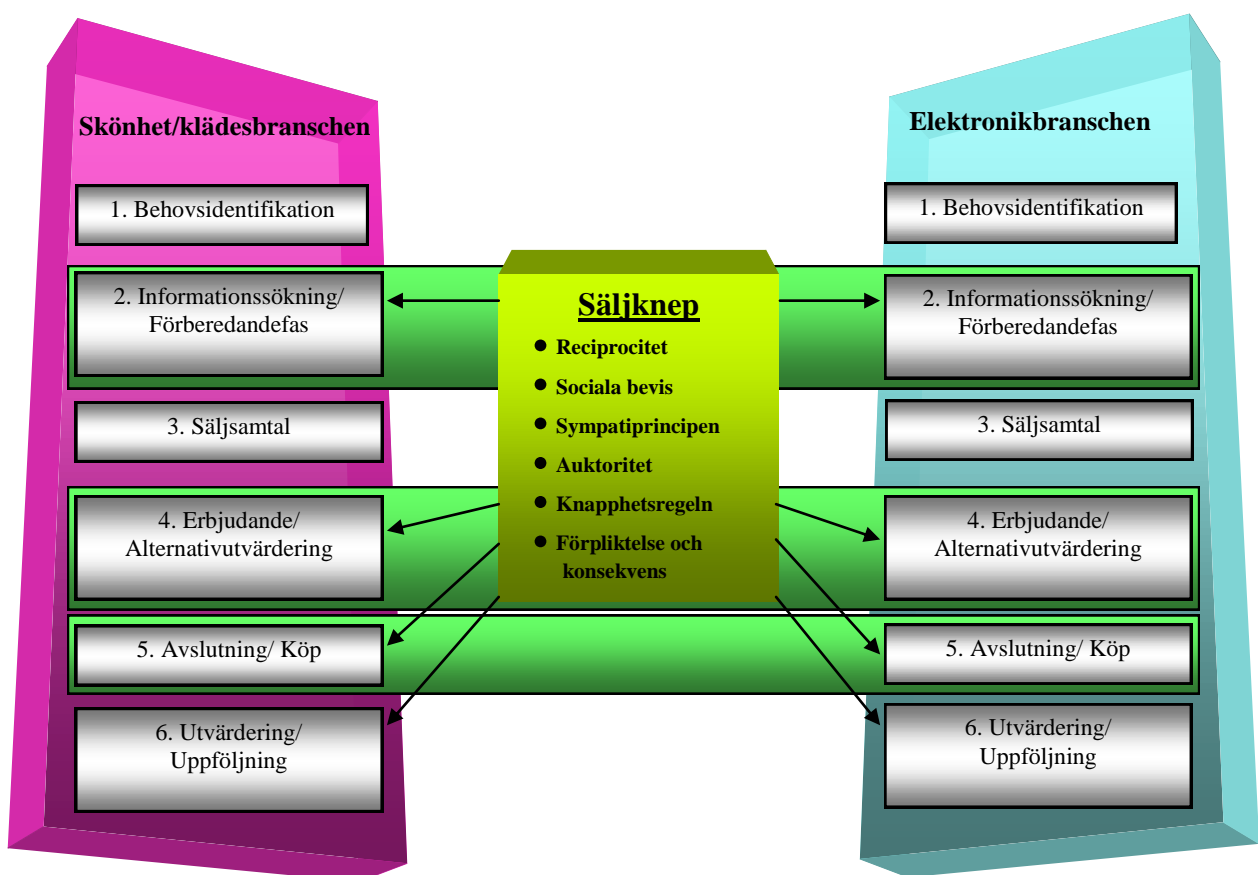 Skönhet/klädesbranschen
1. Behovsidentifikation
2. Informationssökning/
Förberedandefas
3. Säljsamtal
4. Erbjudande/
Alternativutvärdering
5. Avslutning/ Köp
6. Utvärdering/
Uppföljning
Säljknep
● Reciprocitet
● Sociala bevis
● Sympatiprincipen
● Auktoritet
● Knapphetsregeln
● Förpliktelse och
konsekvens
Elektronikbranschen
1. Behovsidentifikation
2. Informationssökning/
Förberedandefas
3. Säljsamtal
4. Erbjudande/
Alternativutvärdering
5. Avslutning/ Köp
6. Utvärdering/
Uppföljning